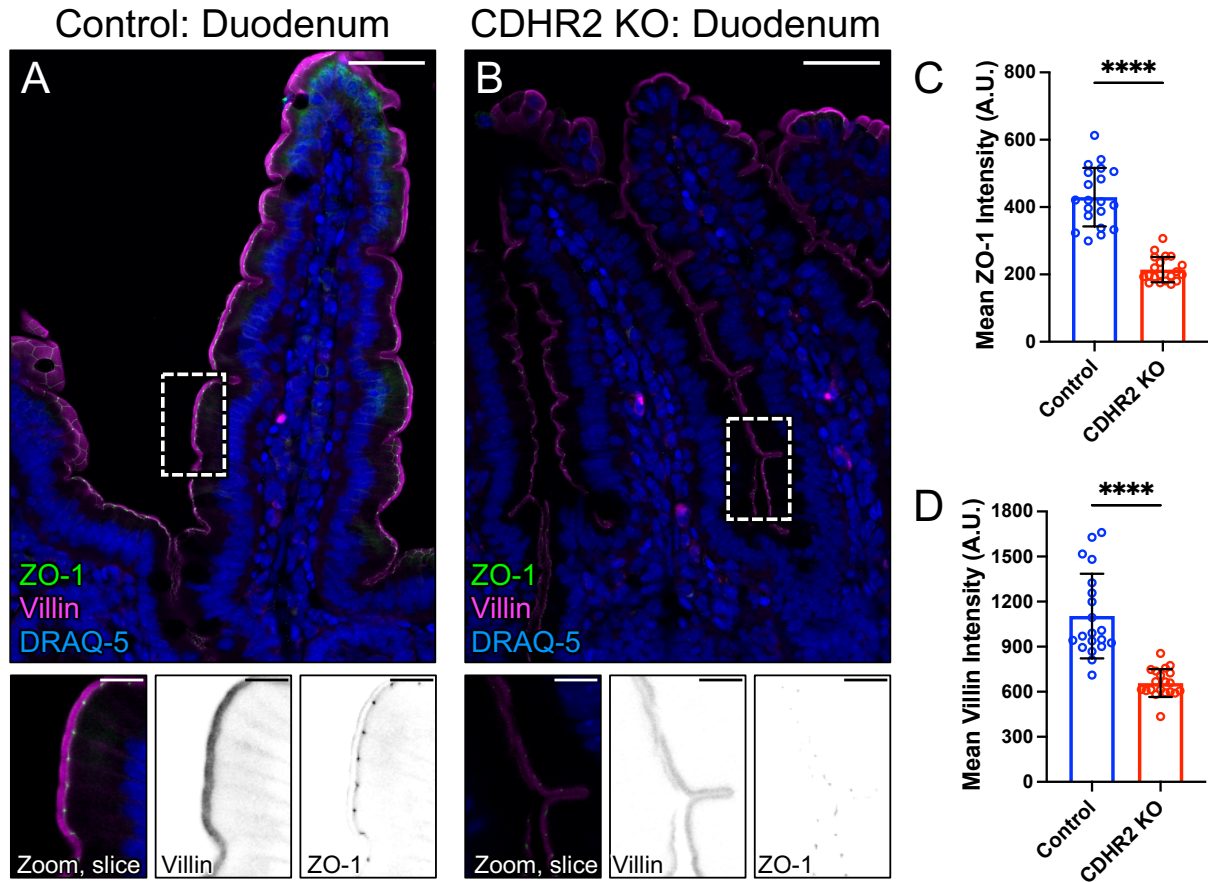 Control: Duodenum
CDHR2 KO: Duodenum
A
ZO-1
Villin
DRAQ-5
Zoom, slice
Villin
ZO-1
B
ZO-1
Villin
DRAQ-5
Zoom, slice
Villin
ZO-1
C
Mean ZO-1 Intensity (A.U.)
800
600
400
200
0
****
Control
CDHR2 KO
D
Mean Villin Intensity (A.U.)
1800
1500
1200
900
600
300
0
****
Control
CDHR2 KO